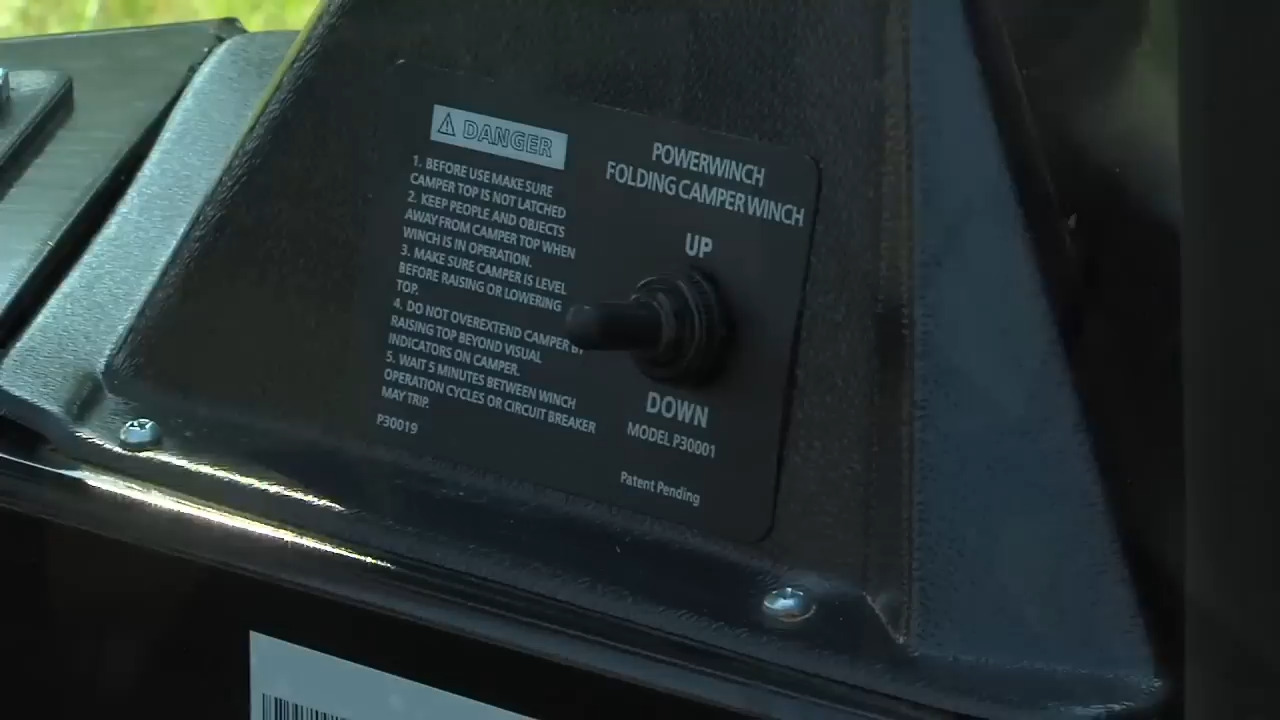 DANGER
1. BEFORE USE MAKE SURE
CAMPER TOP IS NOT LATCHED
2. KEEP PEOPLE AND OBJECTS
AWAY FROM CAMPER TOP WHEN
WINCH IS IN OPERATION.
3. MAKE SURE CAMPER IS LEVEL
BEFORE RAISING OR LOWERING
TOP.
4. DO NOT OVEREXTEND CAMPER BY
RAISING TOP BEYOND VISUAL
INDICATORS ON CAMPER.
5. WAIT 5 MINUTES BETWEEN WINCH
OPERATION CYCLES OR CIRCUIT BREAKER
MAY TRIP.
P30019
POWERWINCH
FOLDING CAMPER WINCH
UP
DOWN
MODEL P30001
Patent Pending